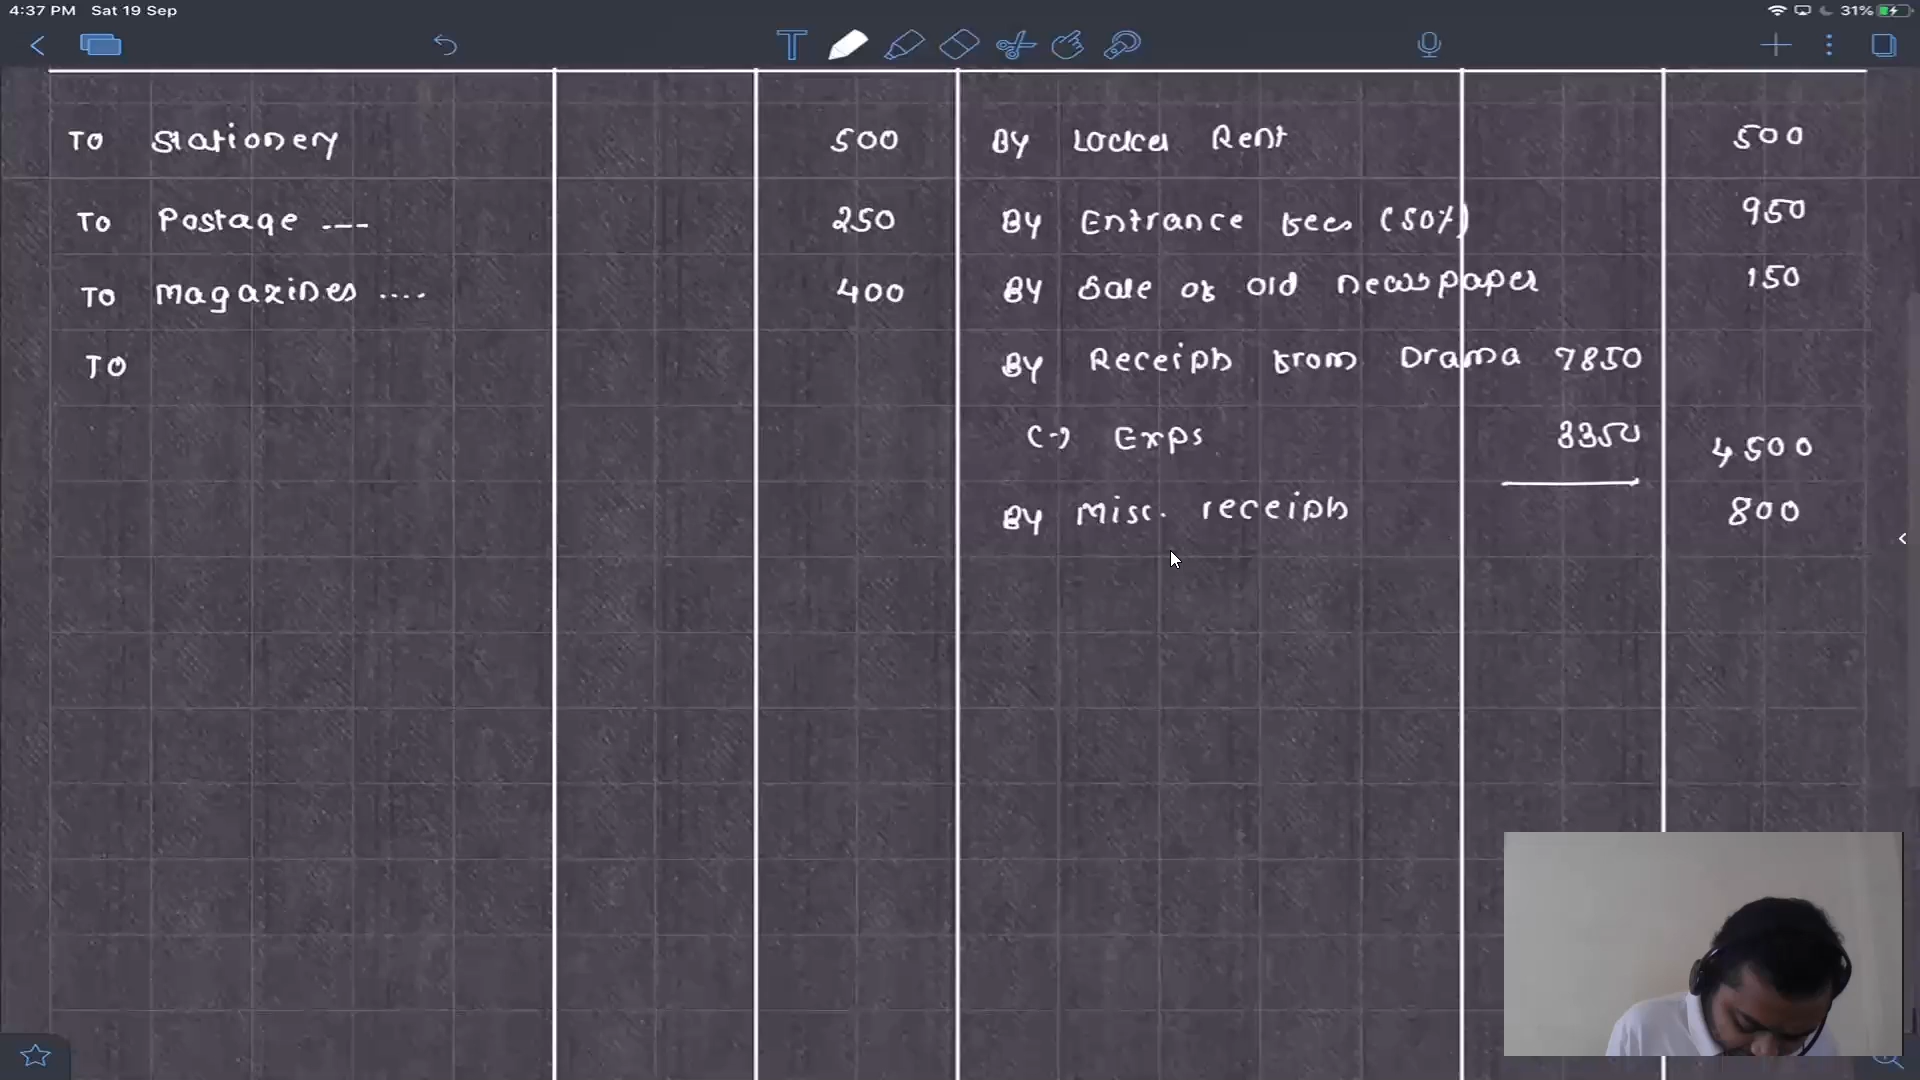 4:37 PM Sat 19 Sep
31%
T
To Stationery 500
To Postage --- 250
To Magazines .... 400
To
By Locker Rent 500
By Entrance fees (50%) 950
By Sale of old newspaper 150
By Receipts from Drama 7850
(-) Exps 3350 4500
By Misc. receipts 800